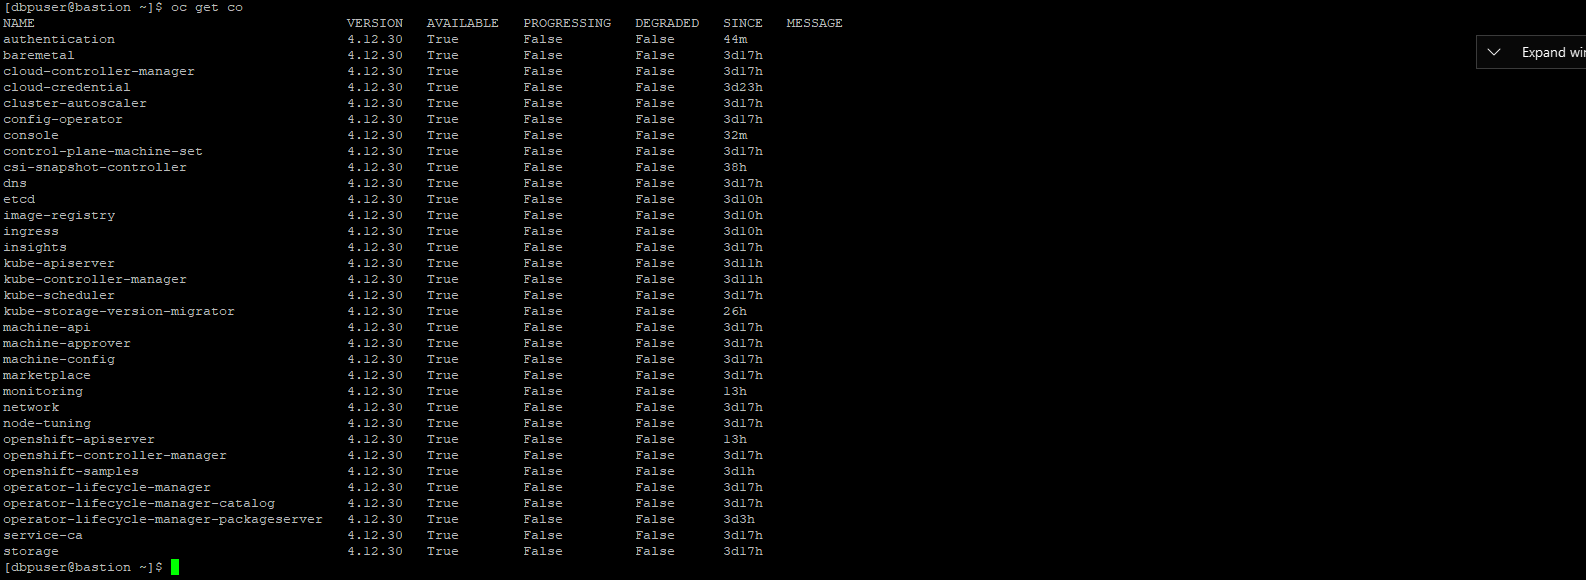 [dbpuser@bastion ~]$ oc get co
NAME VERSION AVAILABLE PROGRESSING DEGRADED SINCE MESSAGE
authentication 4.12.30 True False False 44m
baremetal 4.12.30 True False False 3d17h
cloud-controller-manager 4.12.30 True False False 3d17h
cloud-credential 4.12.30 True False False 3d23h
cluster-autoscaler 4.12.30 True False False 3d17h
config-operator 4.12.30 True False False 3d17h
console 4.12.30 True False False 32m
control-plane-machine-set 4.12.30 True False False 3d17h
csi-snapshot-controller 4.12.30 True False False 38h
dns 4.12.30 True False False 3d17h
etcd 4.12.30 True False False 3d10h
image-registry 4.12.30 True False False 3d10h
ingress 4.12.30 True False False 3d10h
insights 4.12.30 True False False 3d17h
kube-apiserver 4.12.30 True False False 3d11h
kube-controller-manager 4.12.30 True False False 3d11h
kube-scheduler 4.12.30 True False False 3d17h
kube-storage-version-migrator 4.12.30 True False False 26h
machine-api 4.12.30 True False False 3d17h
machine-approver 4.12.30 True False False 3d17h
machine-config 4.12.30 True False False 3d17h
marketplace 4.12.30 True False False 3d17h
monitoring 4.12.30 True False False 13h
network 4.12.30 True False False 3d17h
node-tuning 4.12.30 True False False 3d17h
openshift-apiserver 4.12.30 True False False 13h
openshift-controller-manager 4.12.30 True False False 3d17h
openshift-samples 4.12.30 True False False 3d1h
operator-lifecycle-manager 4.12.30 True False False 3d17h
operator-lifecycle-manager-catalog 4.12.30 True False False 3d17h
operator-lifecycle-manager-packageserver 4.12.30 True False False 3d3h
service-ca 4.12.30 True False False 3d17h
storage 4.12.30 True False False 3d17h
[dbpuser@bastion ~]$
Expand wi